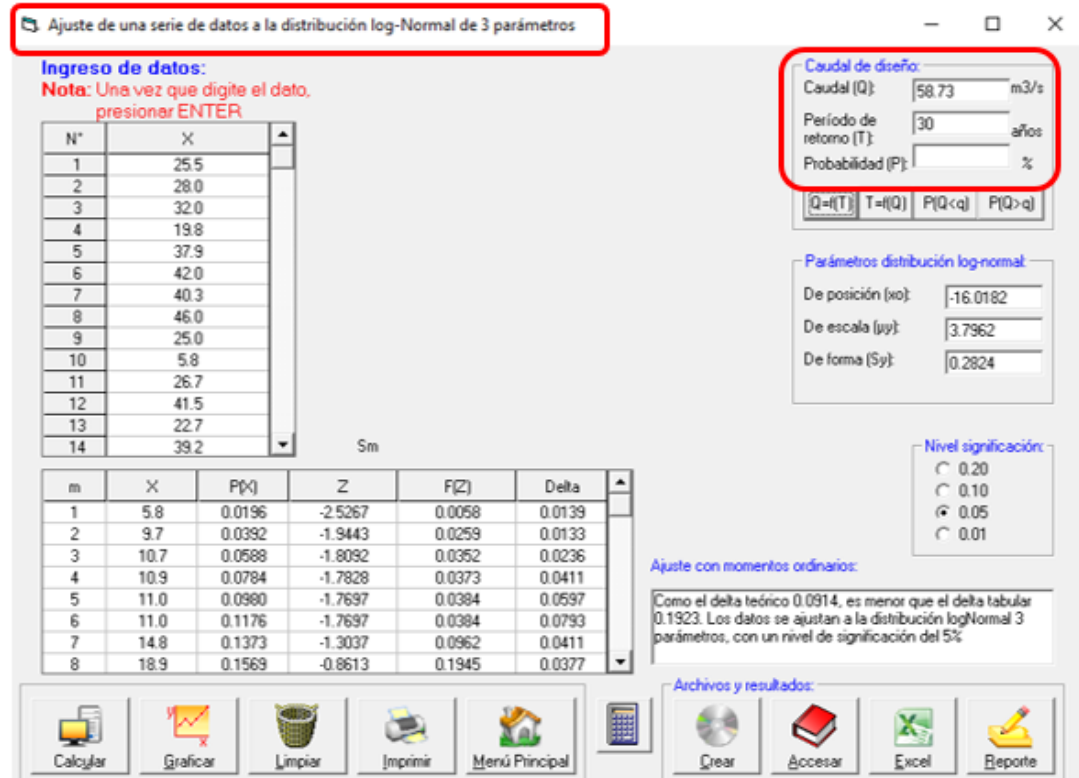 Ajuste de una serie de datos a la distribución log-Normal de 3 parámetros
Ingreso de datos:
Nota: Una vez que digite el dato,
presionar ENTER
N° X
1 25.5
2 28.0
3 32.0
4 19.8
5 37.9
6 42.0
7 40.3
8 46.0
9 25.0
10 5.8
11 26.7
12 41.5
13 22.7
14 39.2
Caudal de diseño:
Caudal (Q): 58.73 m3/s
Período de
retorno (T): 30 años
Probabilidad (P): %
Q=f(T) T=f(Q) P(Q<q) P(Q>q)
Parámetros distribución log-normal:
De posición (xo): -16.0182
De escala (µy): 3.7962
De forma (Sy): 0.2824
Sm
Nivel significación:
0.20
0.10
0.05
0.01
m X P(X) Z F(Z) Delta
1 5.8 0.0196 -2.5267 0.0058 0.0139
2 9.7 0.0392 -1.9443 0.0259 0.0133
3 10.7 0.0588 -1.8092 0.0352 0.0236
4 10.9 0.0784 -1.7828 0.0373 0.0411
5 11.0 0.0980 -1.7697 0.0384 0.0597
6 11.0 0.1176 -1.7697 0.0384 0.0793
7 14.8 0.1373 -1.3037 0.0962 0.0411
8 18.9 0.1569 -0.8613 0.1945 0.0377
Ajuste con momentos ordinarios:
Como el delta teórico 0.0914, es menor que el delta tabular
0.1923. Los datos se ajustan a la distribución logNormal 3
parámetros, con un nivel de significación del 5%
Archivos y resultados:
Calcular Graficar Limpiar Imprimir Menú Principal Crear Accesar Excel Reporte